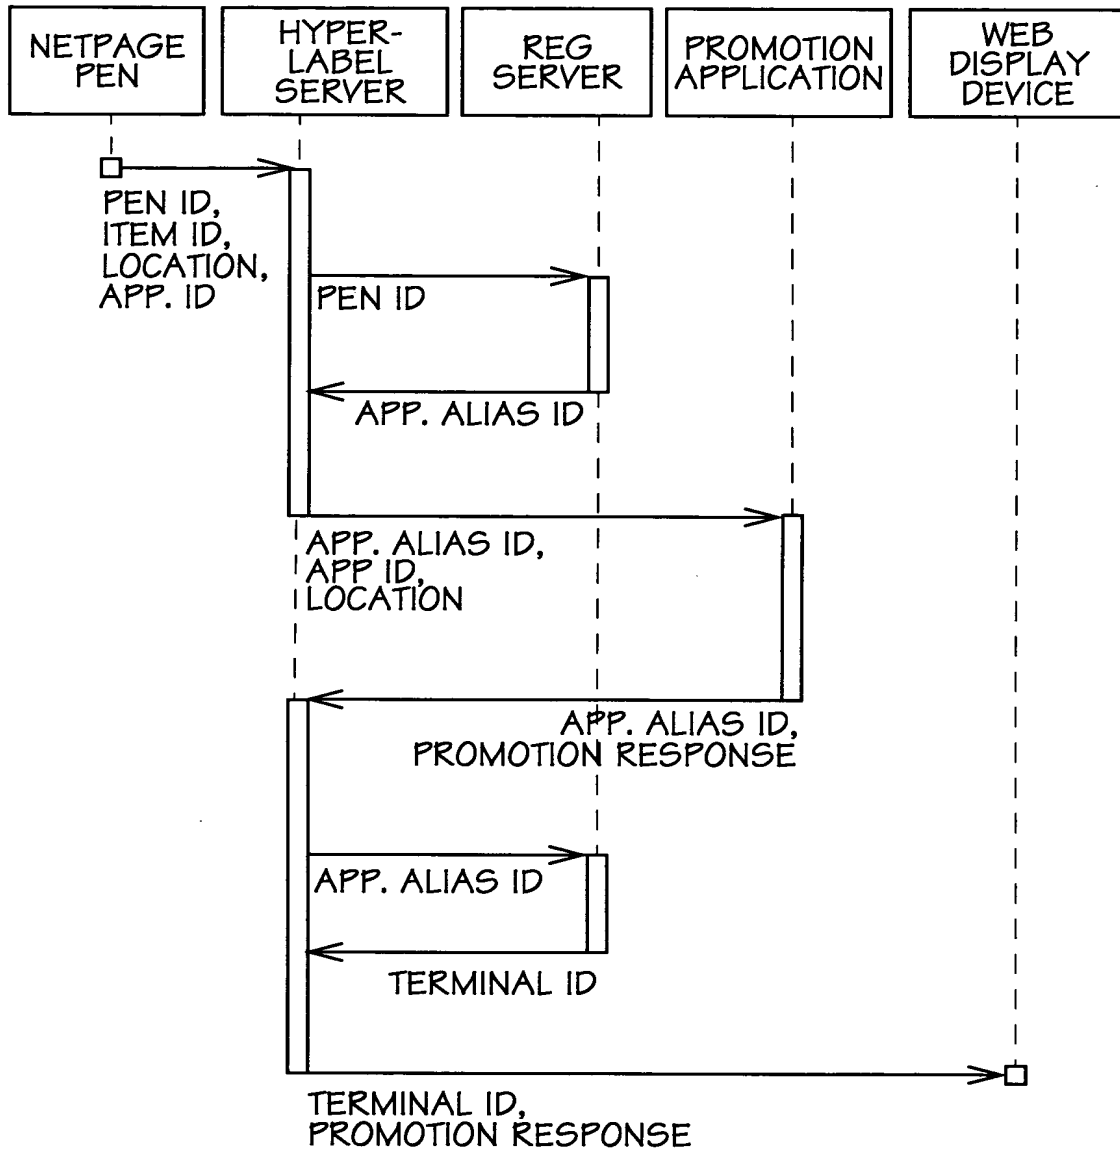 NETPAGE
PEN
HYPER-
LABEL
SERVER
REG
SERVER
PROMOTION
APPLICATION
WEB
DISPLAY
DEVICE
PEN ID,
ITEM ID,
LOCATION,
APP. ID
PEN ID
APP. ALIAS ID
APP. ALIAS ID,
APP ID,
LOCATION
APP. ALIAS ID,
PROMOTION RESPONSE
APP. ALIAS ID
TERMINAL ID
TERMINAL ID,
PROMOTION RESPONSE